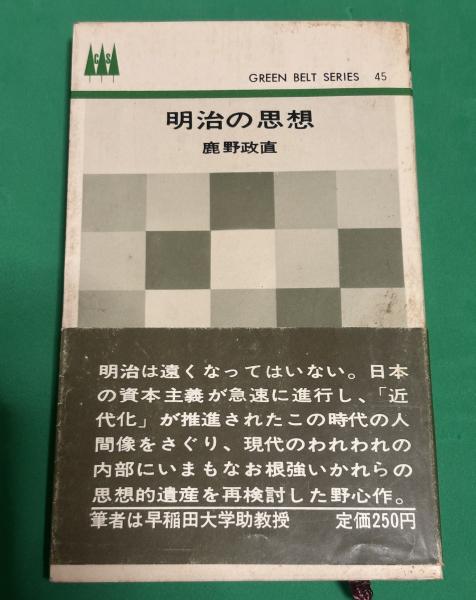 GS
GREEN BELT SERIES 45
明治の思想
鹿野政直
明治は遠くなってはいない。日本
の資本主義が急速に進行し、「近
代化」が推進されたこの時代の人
間像をさぐり、現代のわれわれの
内部にいまもなお根強いかれらの
思想的遺産を再検討した野心作。
筆者は早稲田大学助教授 定価250円